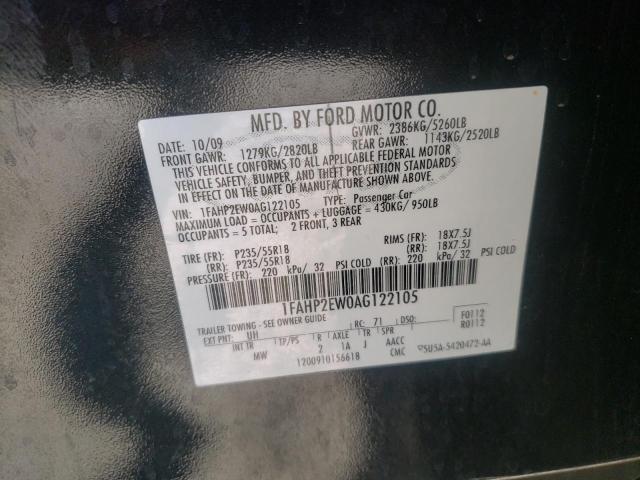 MFD. BY FORD MOTOR CO.
DATE: 10/09 GVWR: 2386KG/5260LB
FRONT GAWR: 1279KG/2820LB REAR GAWR: 1143KG/2520LB
THIS VEHICLE CONFORMS TO ALL APPLICABLE FEDERAL MOTOR
VEHICLE SAFETY, BUMPER, AND THEFT PREVENTION STANDARDS
IN EFFECT ON THE DATE OF MANUFACTURE SHOWN ABOVE.
VIN: 1FAHP2EW0AG122105 TYPE: Passenger Car
MAXIMUM LOAD = OCCUPANTS + LUGGAGE = 430KG/950LB
OCCUPANTS = 5 TOTAL; 2 FRONT, 3 REAR
TIRE (FR): P235/55R18 RIMS (FR): 18X7.5J
(RR): P235/55R18 (RR): 18X7.5J
PRESSURE (FR): 220 kPa/ 32 PSI COLD (RR): 220 kPa/ 32 PSI COLD
1FAHP2EW0AG122105
TRAILER TOWING - SEE OWNER GUIDE F0112
EXT PNT: UH RC: 71 DSO: R0112
INT TR TP/PS R AXLE TR SPR
MW 2 1A J AACC
1200910156618 CMC 5U5A-5420472-AA